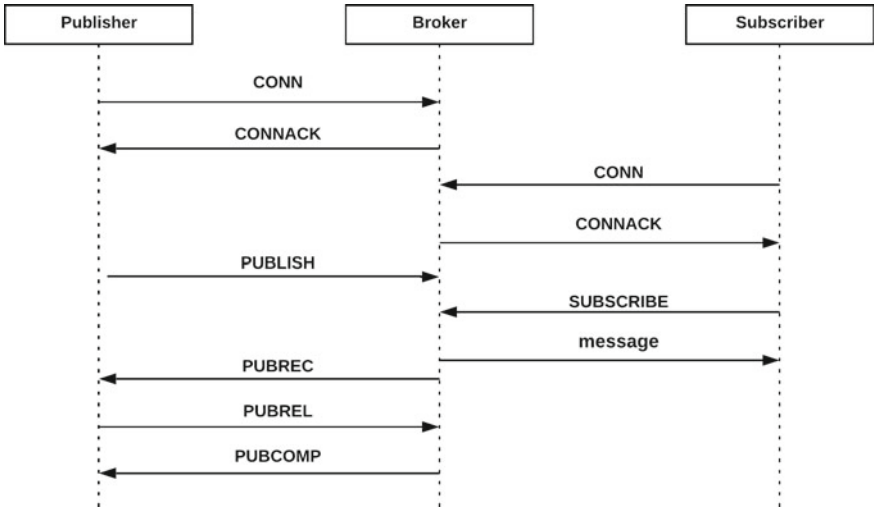 Publisher
Broker
Subscriber
CONN
CONNACK
CONN
CONNACK
PUBLISH
SUBSCRIBE
message
PUBREC
PUBREL
PUBCOMP